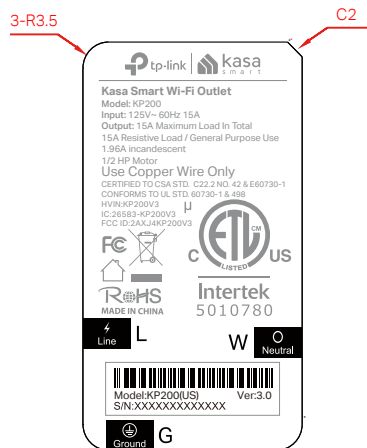 3-R3.5
C2
tp-link kasa
smart
Kasa Smart Wi-Fi Outlet
Model: KP200
Input: 125V~ 60Hz 15A
Output: 15A Maximum Load In Total
15A Resistive Load / General Purpose Use
1.96A incandescent
1/2 HP Motor
Use Copper Wire Only
CERTIFIED TO CSA STD. C22.2 NO. 42 & E60730-1
CONFORMS TO UL STD. 60730-1 & 498
HVIN:KP200V3
IC:26583-KP200V3
FCC ID:2AXJ4KP200V3
μ
FC
ETL
CM
C US
LISTED
Intertek
5010780
RoHS
MADE IN CHINA
Line L
W Neutral
Model:KP200(US) Ver:3.0
S/N:XXXXXXXXXXXXX
Ground G